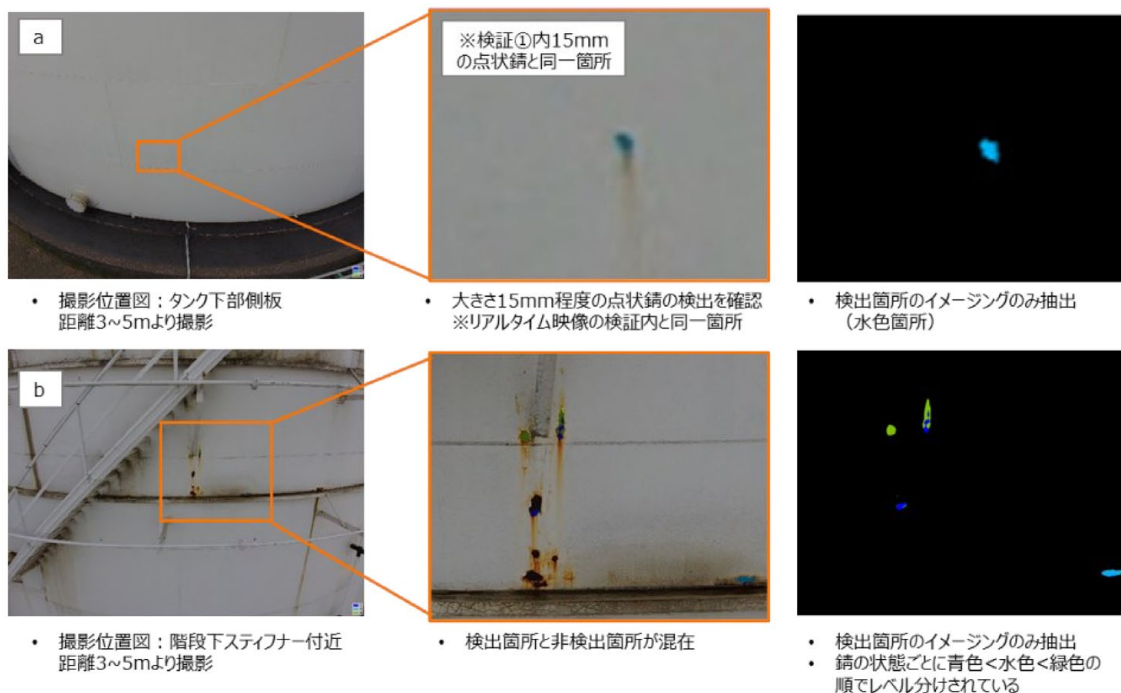 a
※検証①内15mm
の点状錆と同一箇所
• 撮影位置図：タンク下部側板
距離3~5mより撮影
• 大きさ15mm程度の点状錆の検出を確認
※リアルタイム映像の検証内と同一箇所
• 検出箇所のイメージングのみ抽出
（水色箇所）
b
• 撮影位置図：階段下スティフナー付近
距離3~5mより撮影
• 検出箇所と非検出箇所が混在
• 検出箇所のイメージングのみ抽出
• 錆の状態ごとに青色<水色<緑色の
順でレベル分けされている